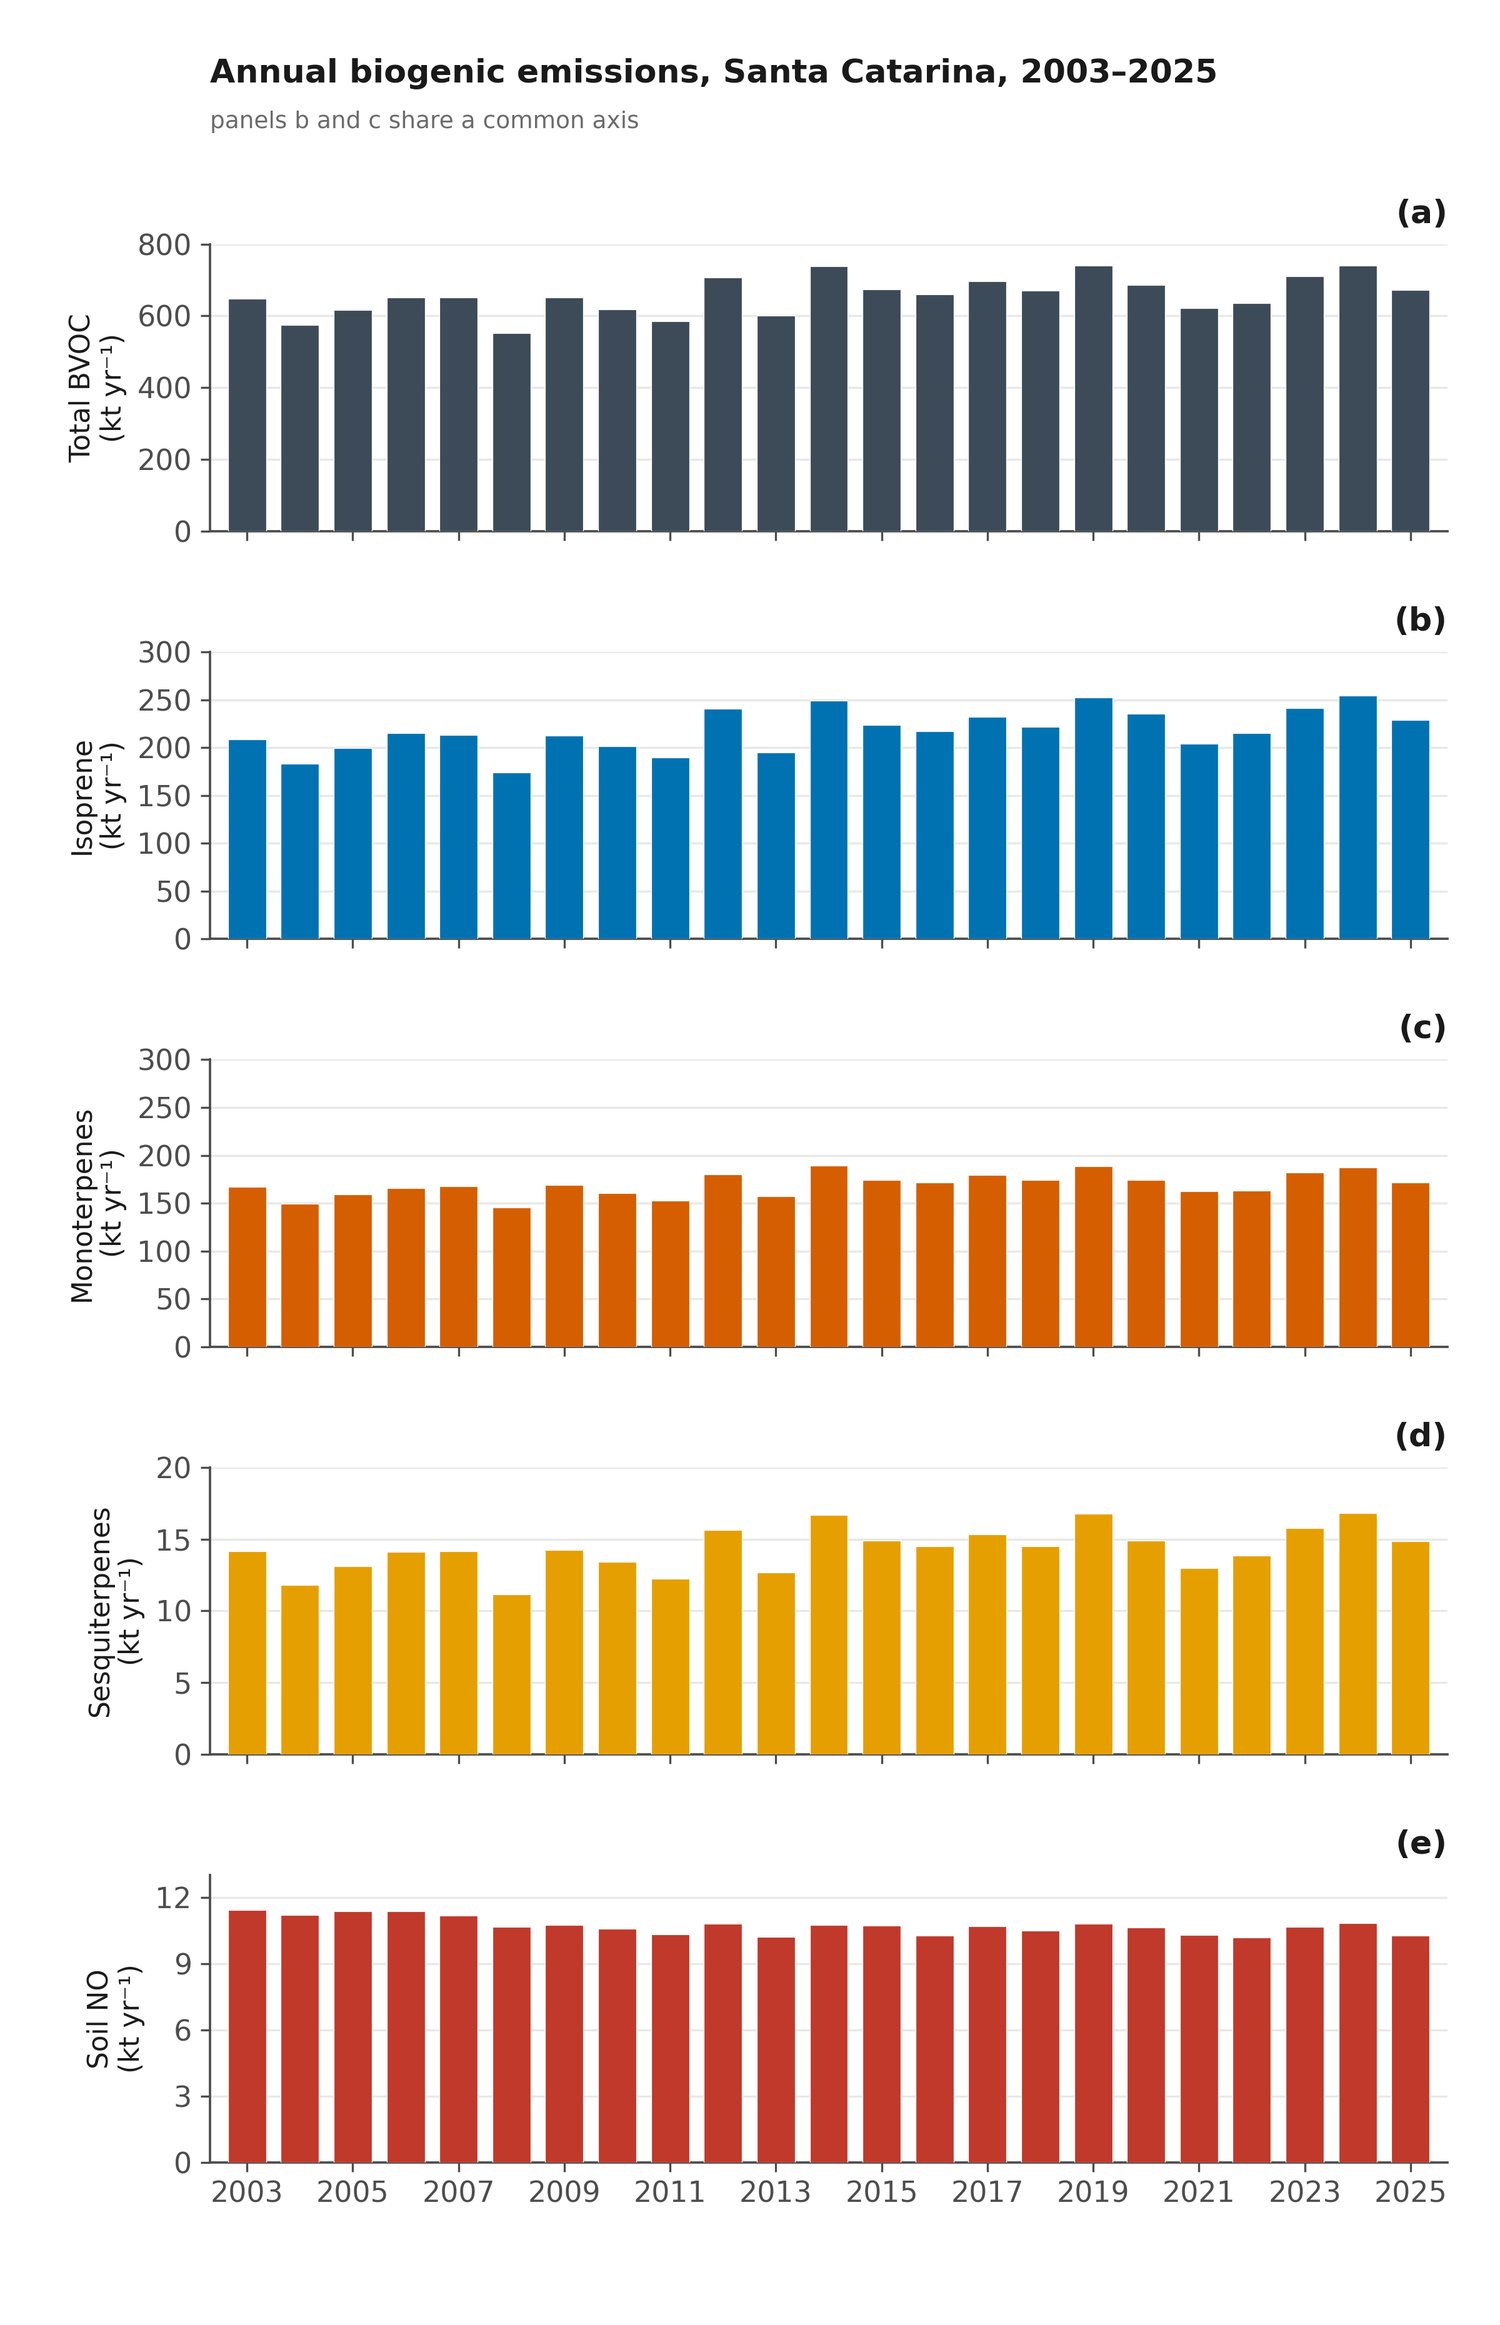 Annual biogenic emissions, Santa Catarina, 2003–2025
panels b and c share a common axis
(a)
Total BVOC
(kt yr⁻¹)
800
600
400
200
0
(b)
Isoprene
(kt yr⁻¹)
300
250
200
150
100
50
0
(c)
Monoterpenes
(kt yr⁻¹)
300
250
200
150
100
50
0
(d)
Sesquiterpenes
(kt yr⁻¹)
20
15
10
5
0
(e)
Soil NO
(kt yr⁻¹)
12
9
6
3
0
2003 2005 2007 2009 2011 2013 2015 2017 2019 2021 2023 2025